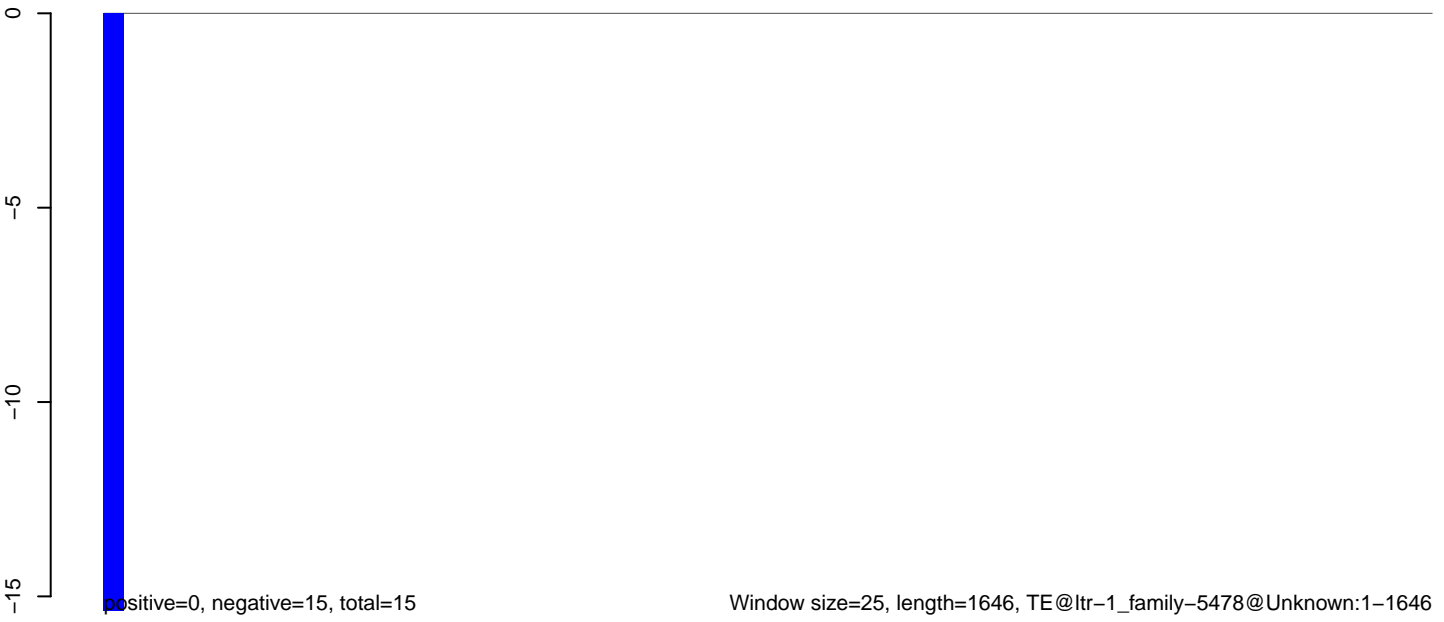 0
−5
−10
−15
positive=0, negative=15, total=15
Window size=25, length=1646, TE@ltr−1_family−5478@Unknown:1−1646